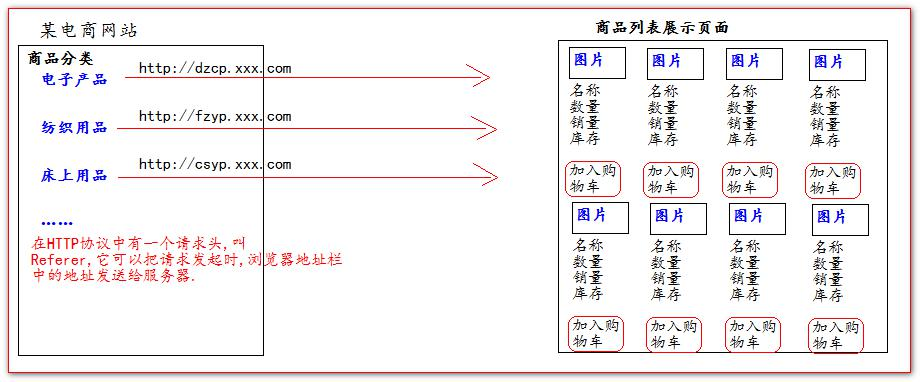 某电商网站
商品分类
电子产品
http://dzcp.xxx.com
纺织用品
http://fzyp.xxx.com
床上用品
http://csyp.xxx.com
……
在HTTP协议中有一个请求头,叫
Referer,它可以把请求发起时,浏览器地址栏
中的地址发送给服务器.
商品列表展示页面
图片 图片 图片 图片
名称 名称 名称 名称
数量 数量 数量 数量
销量 销量 销量 销量
库存 库存 库存 库存
加入购 加入购 加入购 加入购
物车 物车 物车 物车
图片 图片 图片 图片
名称 名称 名称 名称
数量 数量 数量 数量
销量 销量 销量 销量
库存 库存 库存 库存
加入购 加入购 加入购 加入购
物车 物车 物车 物车